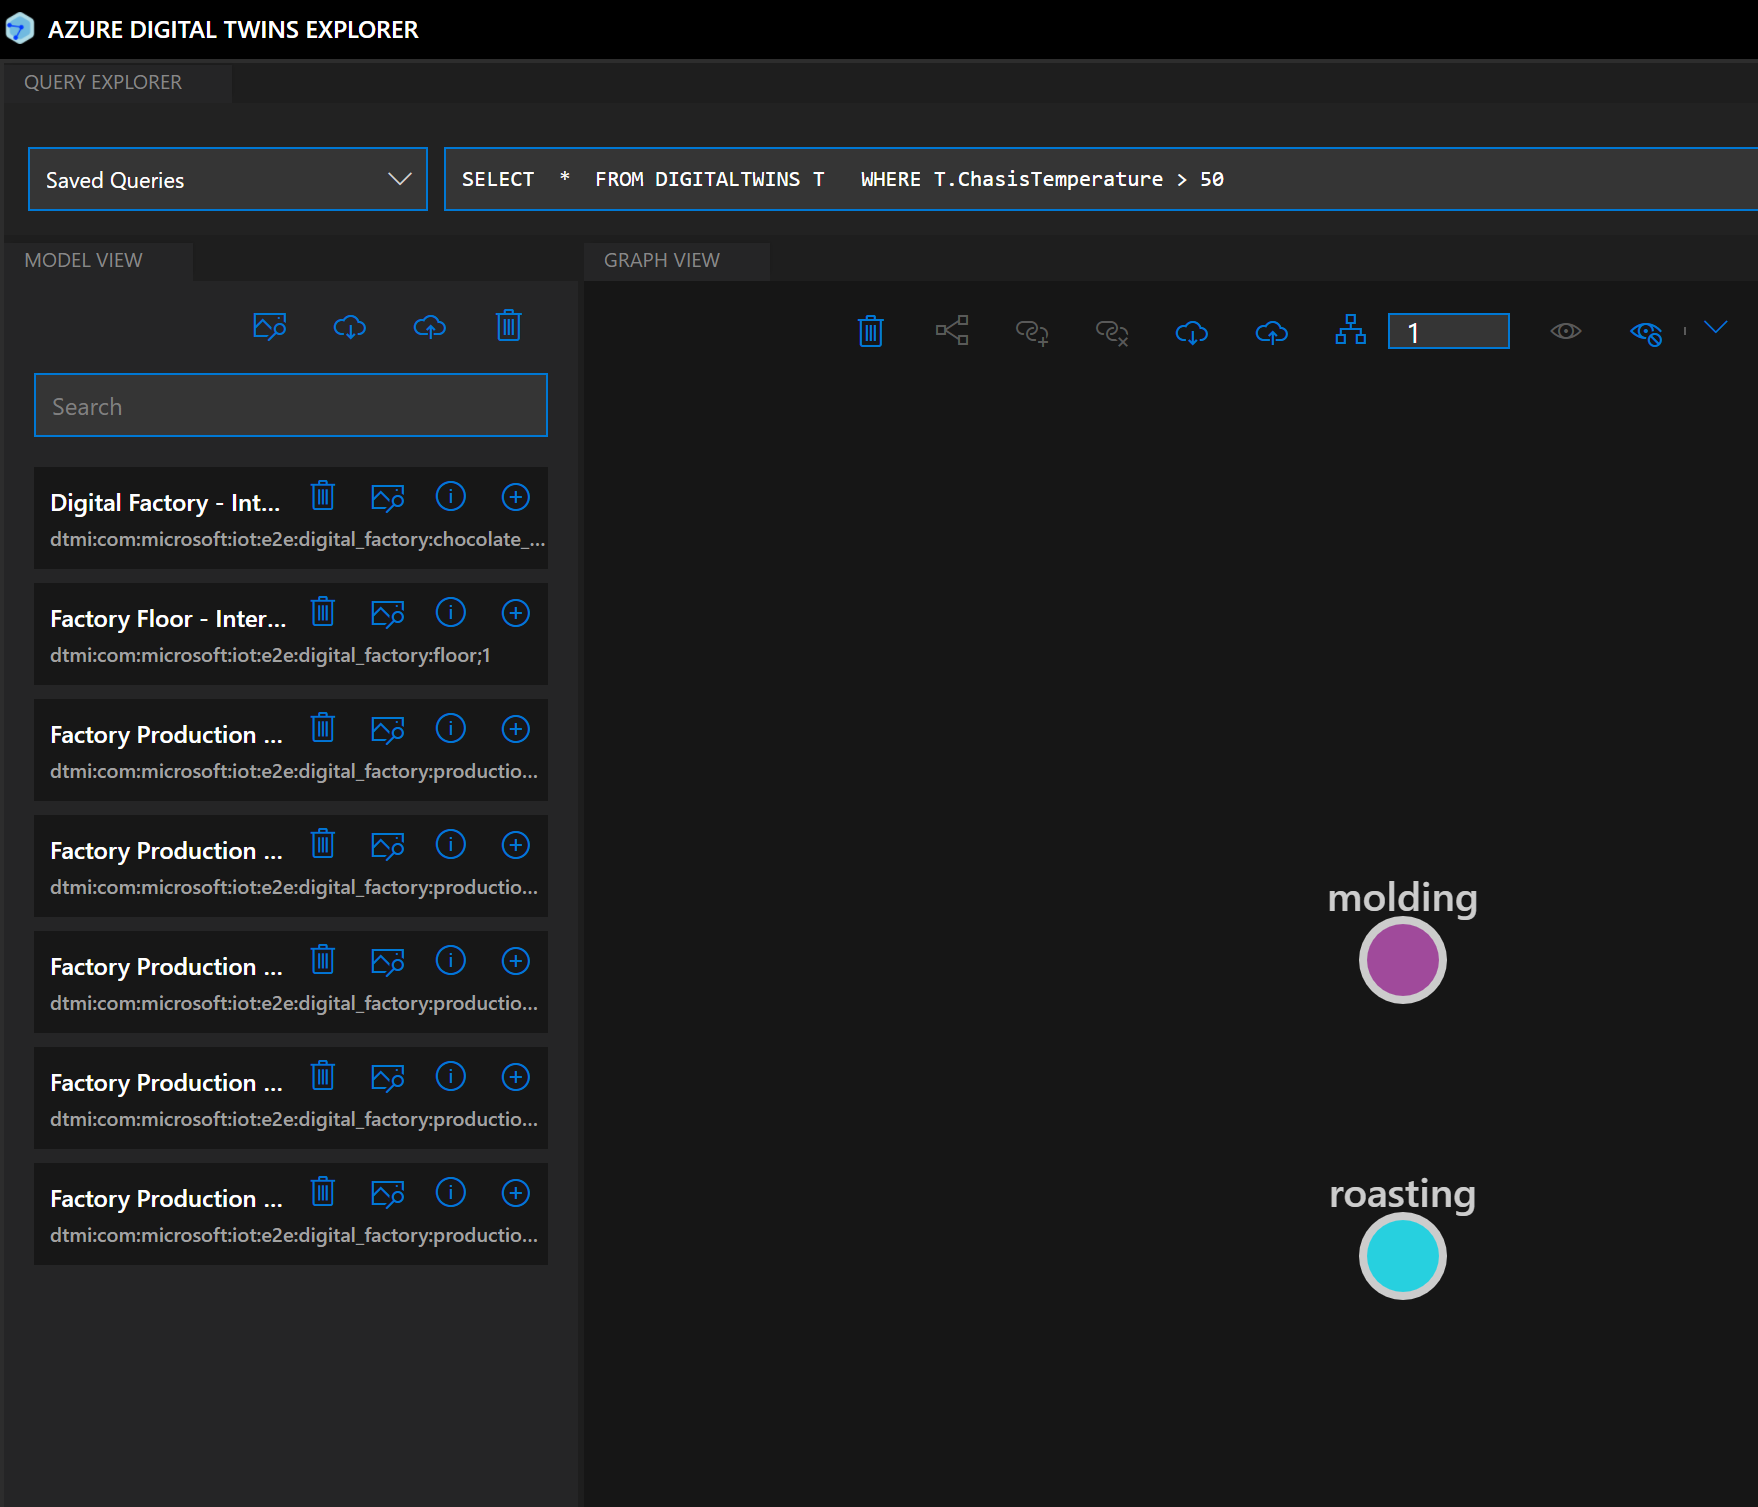 AZURE DIGITAL TWINS EXPLORER
QUERY EXPLORER
Saved Queries
SELECT * FROM DIGITALTWINS T WHERE T.ChasisTemperature > 50
MODEL VIEW
GRAPH VIEW
1
Search
Digital Factory - Int...
dtmi:com:microsoft:iot:e2e:digital_factory:chocolate_...
Factory Floor - Inter...
dtmi:com:microsoft:iot:e2e:digital_factory:floor;1
Factory Production ...
dtmi:com:microsoft:iot:e2e:digital_factory:productio...
Factory Production ...
dtmi:com:microsoft:iot:e2e:digital_factory:productio...
Factory Production ...
dtmi:com:microsoft:iot:e2e:digital_factory:productio...
Factory Production ...
dtmi:com:microsoft:iot:e2e:digital_factory:productio...
Factory Production ...
dtmi:com:microsoft:iot:e2e:digital_factory:productio...
molding
roasting